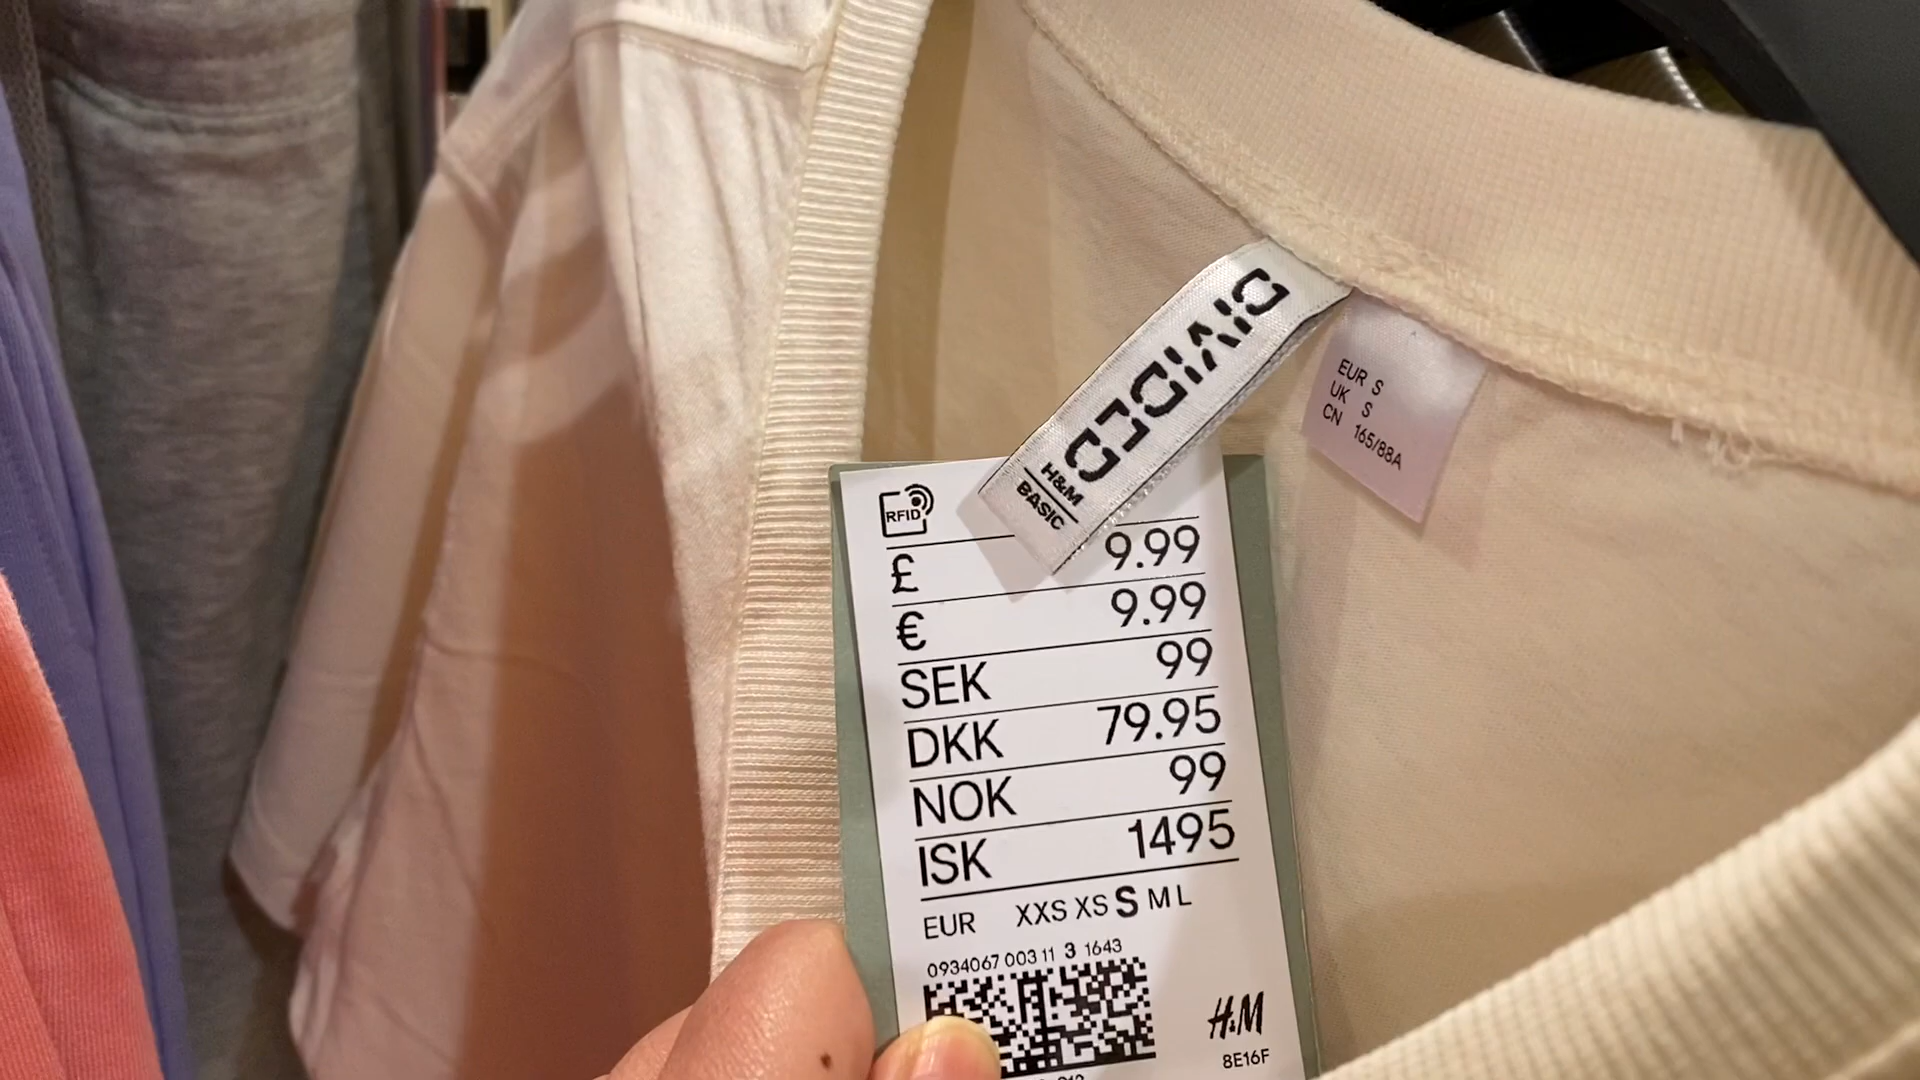 DIVIDED
H&M
BASIC
EUR S
UK S
CN 165/88A
RFID
£ 9.99
€ 9.99
SEK 99
DKK 79.95
NOK 99
ISK 1495
EUR XXS XS S M L
0934067 003 11 3 1643
H&M
8E16F